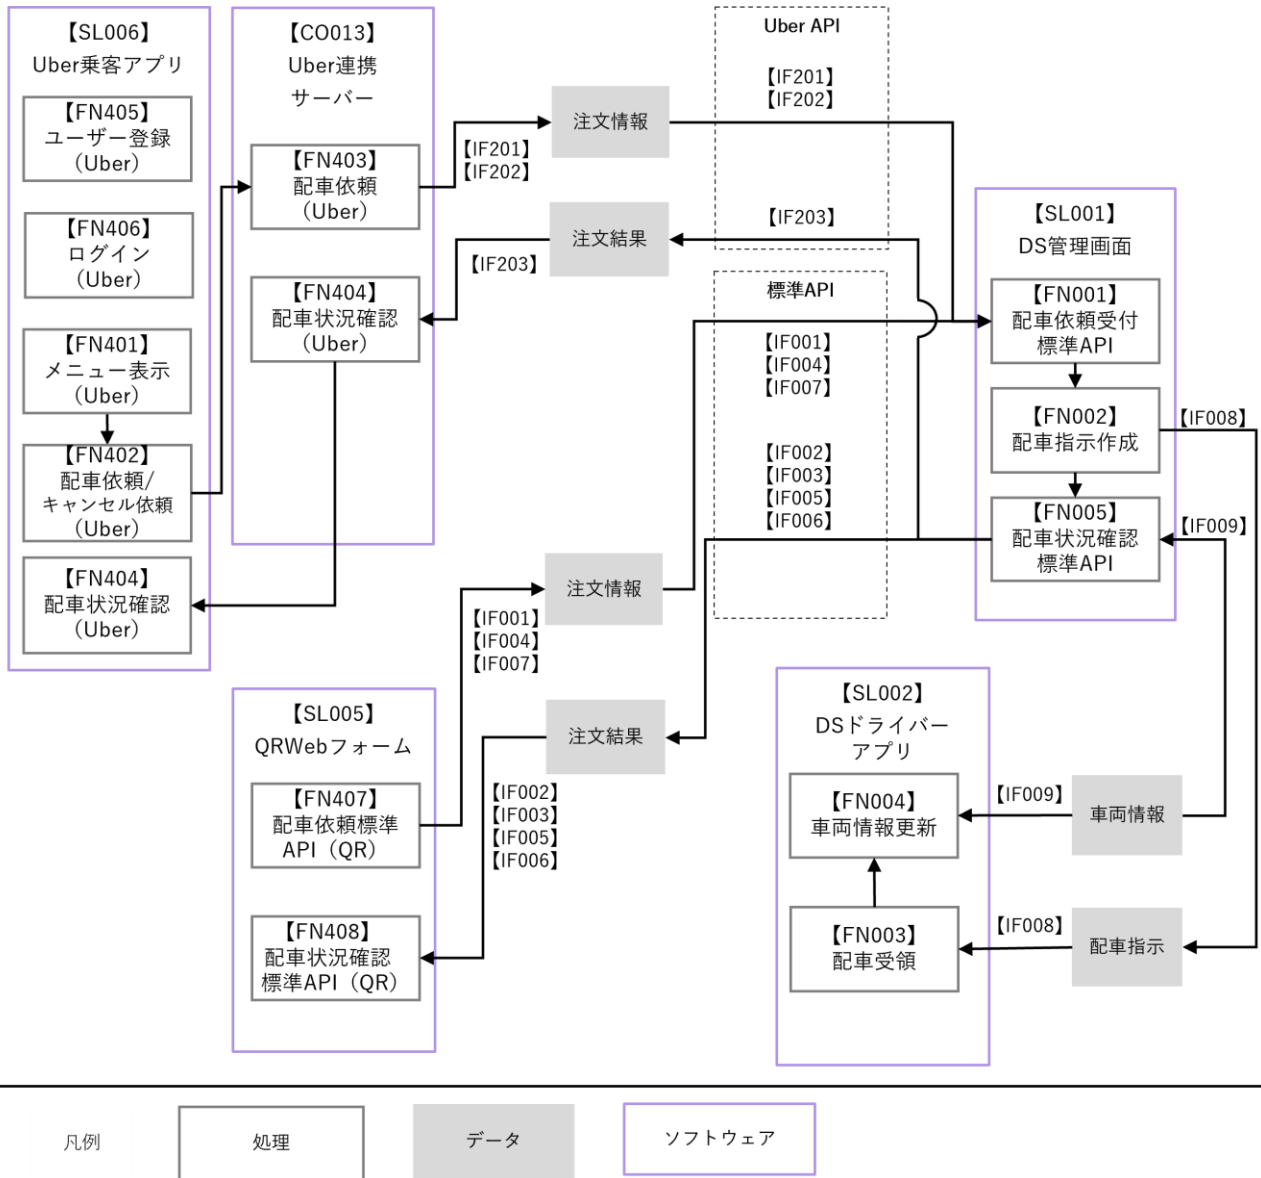 【SL006】
Uber乗客アプリ
【FN405】
ユーザー登録
（Uber）
【FN406】
ログイン
（Uber）
【FN401】
メニュー表示
（Uber）
【FN402】
配車依頼/
キャンセル依頼
（Uber）
【FN404】
配車状況確認
（Uber）
【CO013】
Uber連携
サーバー
【FN403】
配車依頼
（Uber）
【FN404】
配車状況確認
（Uber）
【IF201】
【IF202】
注文情報
注文結果
【IF203】
Uber API
【IF201】
【IF202】
【IF203】
標準API
【IF001】
【IF004】
【IF007】
【IF002】
【IF003】
【IF005】
【IF006】
【SL001】
DS管理画面
【FN001】
配車依頼受付
標準API
【FN002】
配車指示作成
【FN005】
配車状況確認
標準API
【IF008】
【IF009】
注文情報
【IF001】
【IF004】
【IF007】
注文結果
【IF002】
【IF003】
【IF005】
【IF006】
【SL005】
QRWebフォーム
【FN407】
配車依頼標準
API（QR）
【FN408】
配車状況確認
標準API（QR）
【SL002】
DSドライバー
アプリ
【FN004】
車両情報更新
【FN003】
配車受領
【IF009】
車両情報
【IF008】
配車指示
凡例
処理
データ
ソフトウェア